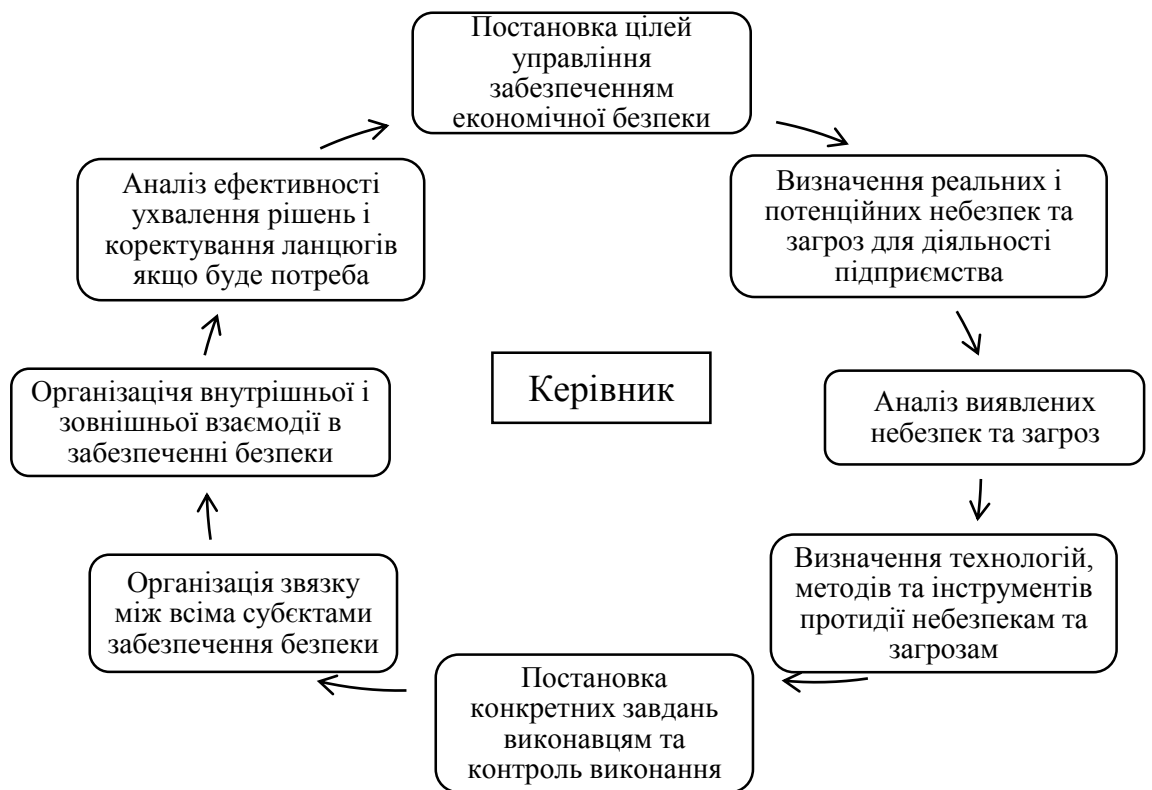 Постановка цілей
управління
забезпеченням
економічної безпеки
Визначення реальних і
потенційних небезпек та
загроз для діяльності
підприємства
Аналіз виявлених
небезпек та загроз
Визначення технологій,
методів та інструментів
протидії небезпекам та
загрозам
Постановка
конкретних завдань
виконавцям та
контроль виконання
Організація звязку
між всіма субєктами
забезпечення безпеки
Організацічя внутрішньої і
зовнішньої взаємодії в
забезпеченні безпеки
Аналіз ефективності
ухвалення рішень і
коректування ланцюгів
якщо буде потреба
Керівник